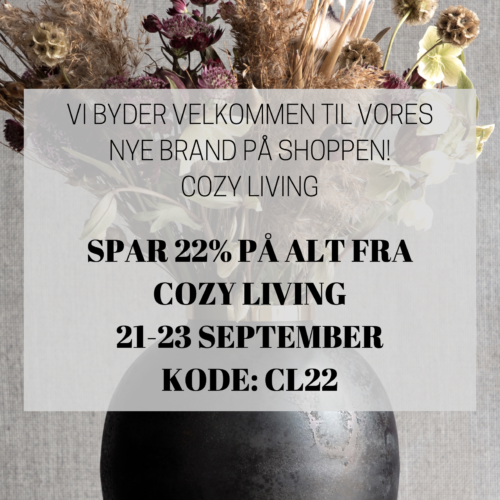 VI BYDER VELKOMMEN TIL VORES
NYE BRAND PÅ SHOPPEN!
COZY LIVING
SPAR 22% PÅ ALT FRA
COZY LIVING
21-23 SEPTEMBER
KODE: CL22